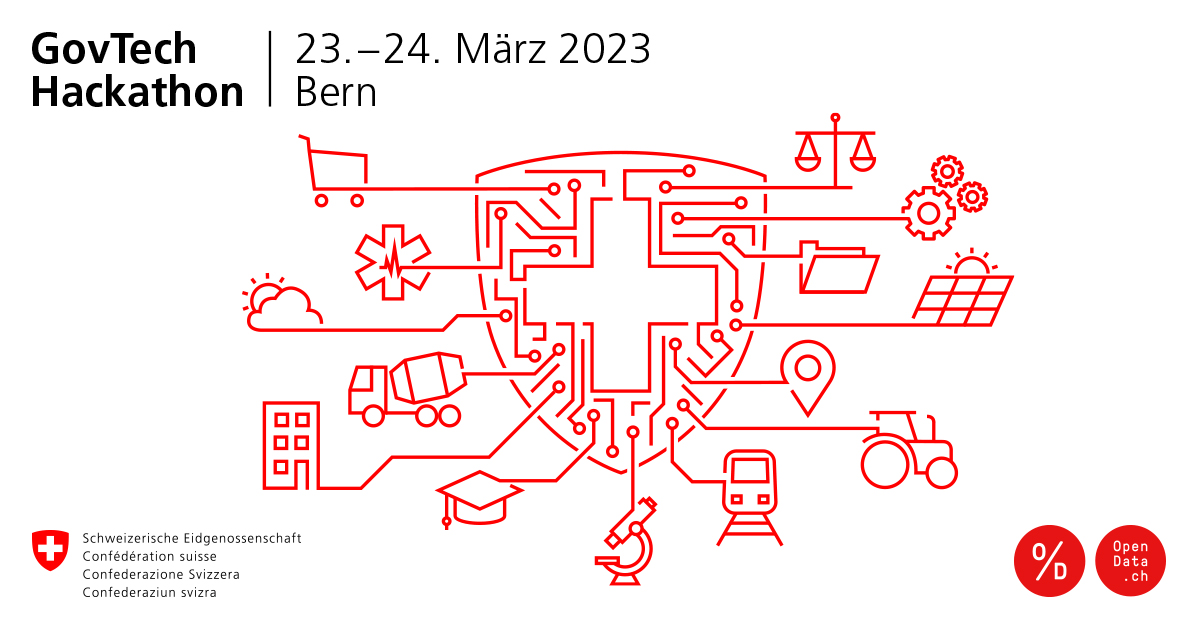 GovTech
Hackathon
23.–24. März 2023
Bern
Schweizerische Eidgenossenschaft
Confédération suisse
Confederazione Svizzera
Confederaziun svizra
O/D
Open
Data
.ch